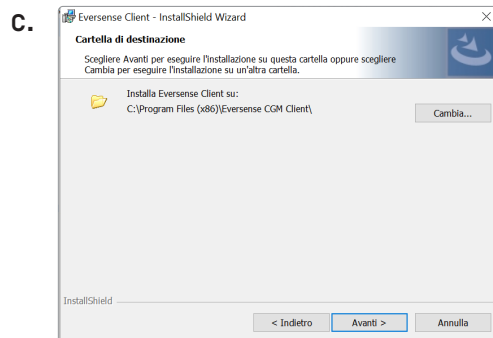 C.
Eversense Client - InstallShield Wizard
Cartella di destinazione
Scegliere Avanti per eseguire l'installazione su questa cartella oppure scegliere
Cambia per eseguire l'installazione su un'altra cartella.
Installa Eversense Client su:
C:\Program Files (x86)\Eversense CGM Client\
Cambia...
InstallShield
< Indietro
Avanti >
Annulla